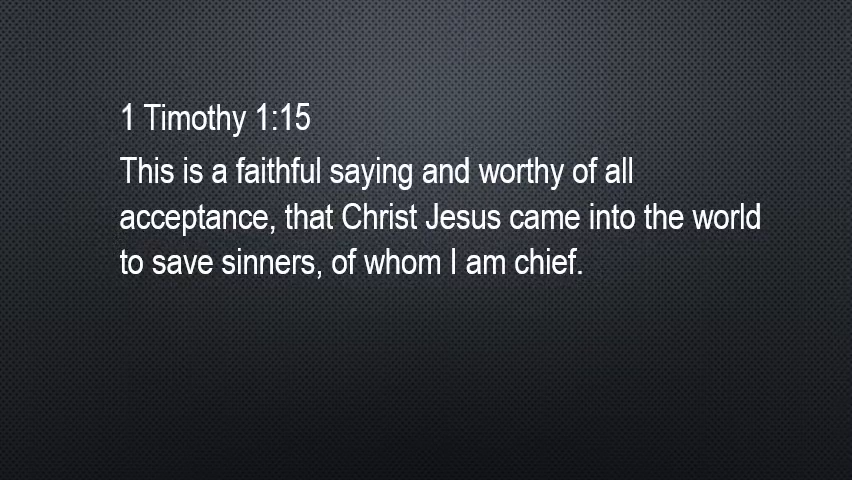 1 Timothy 1:15
This is a faithful saying and worthy of all
acceptance, that Christ Jesus came into the world
to save sinners, of whom I am chief.